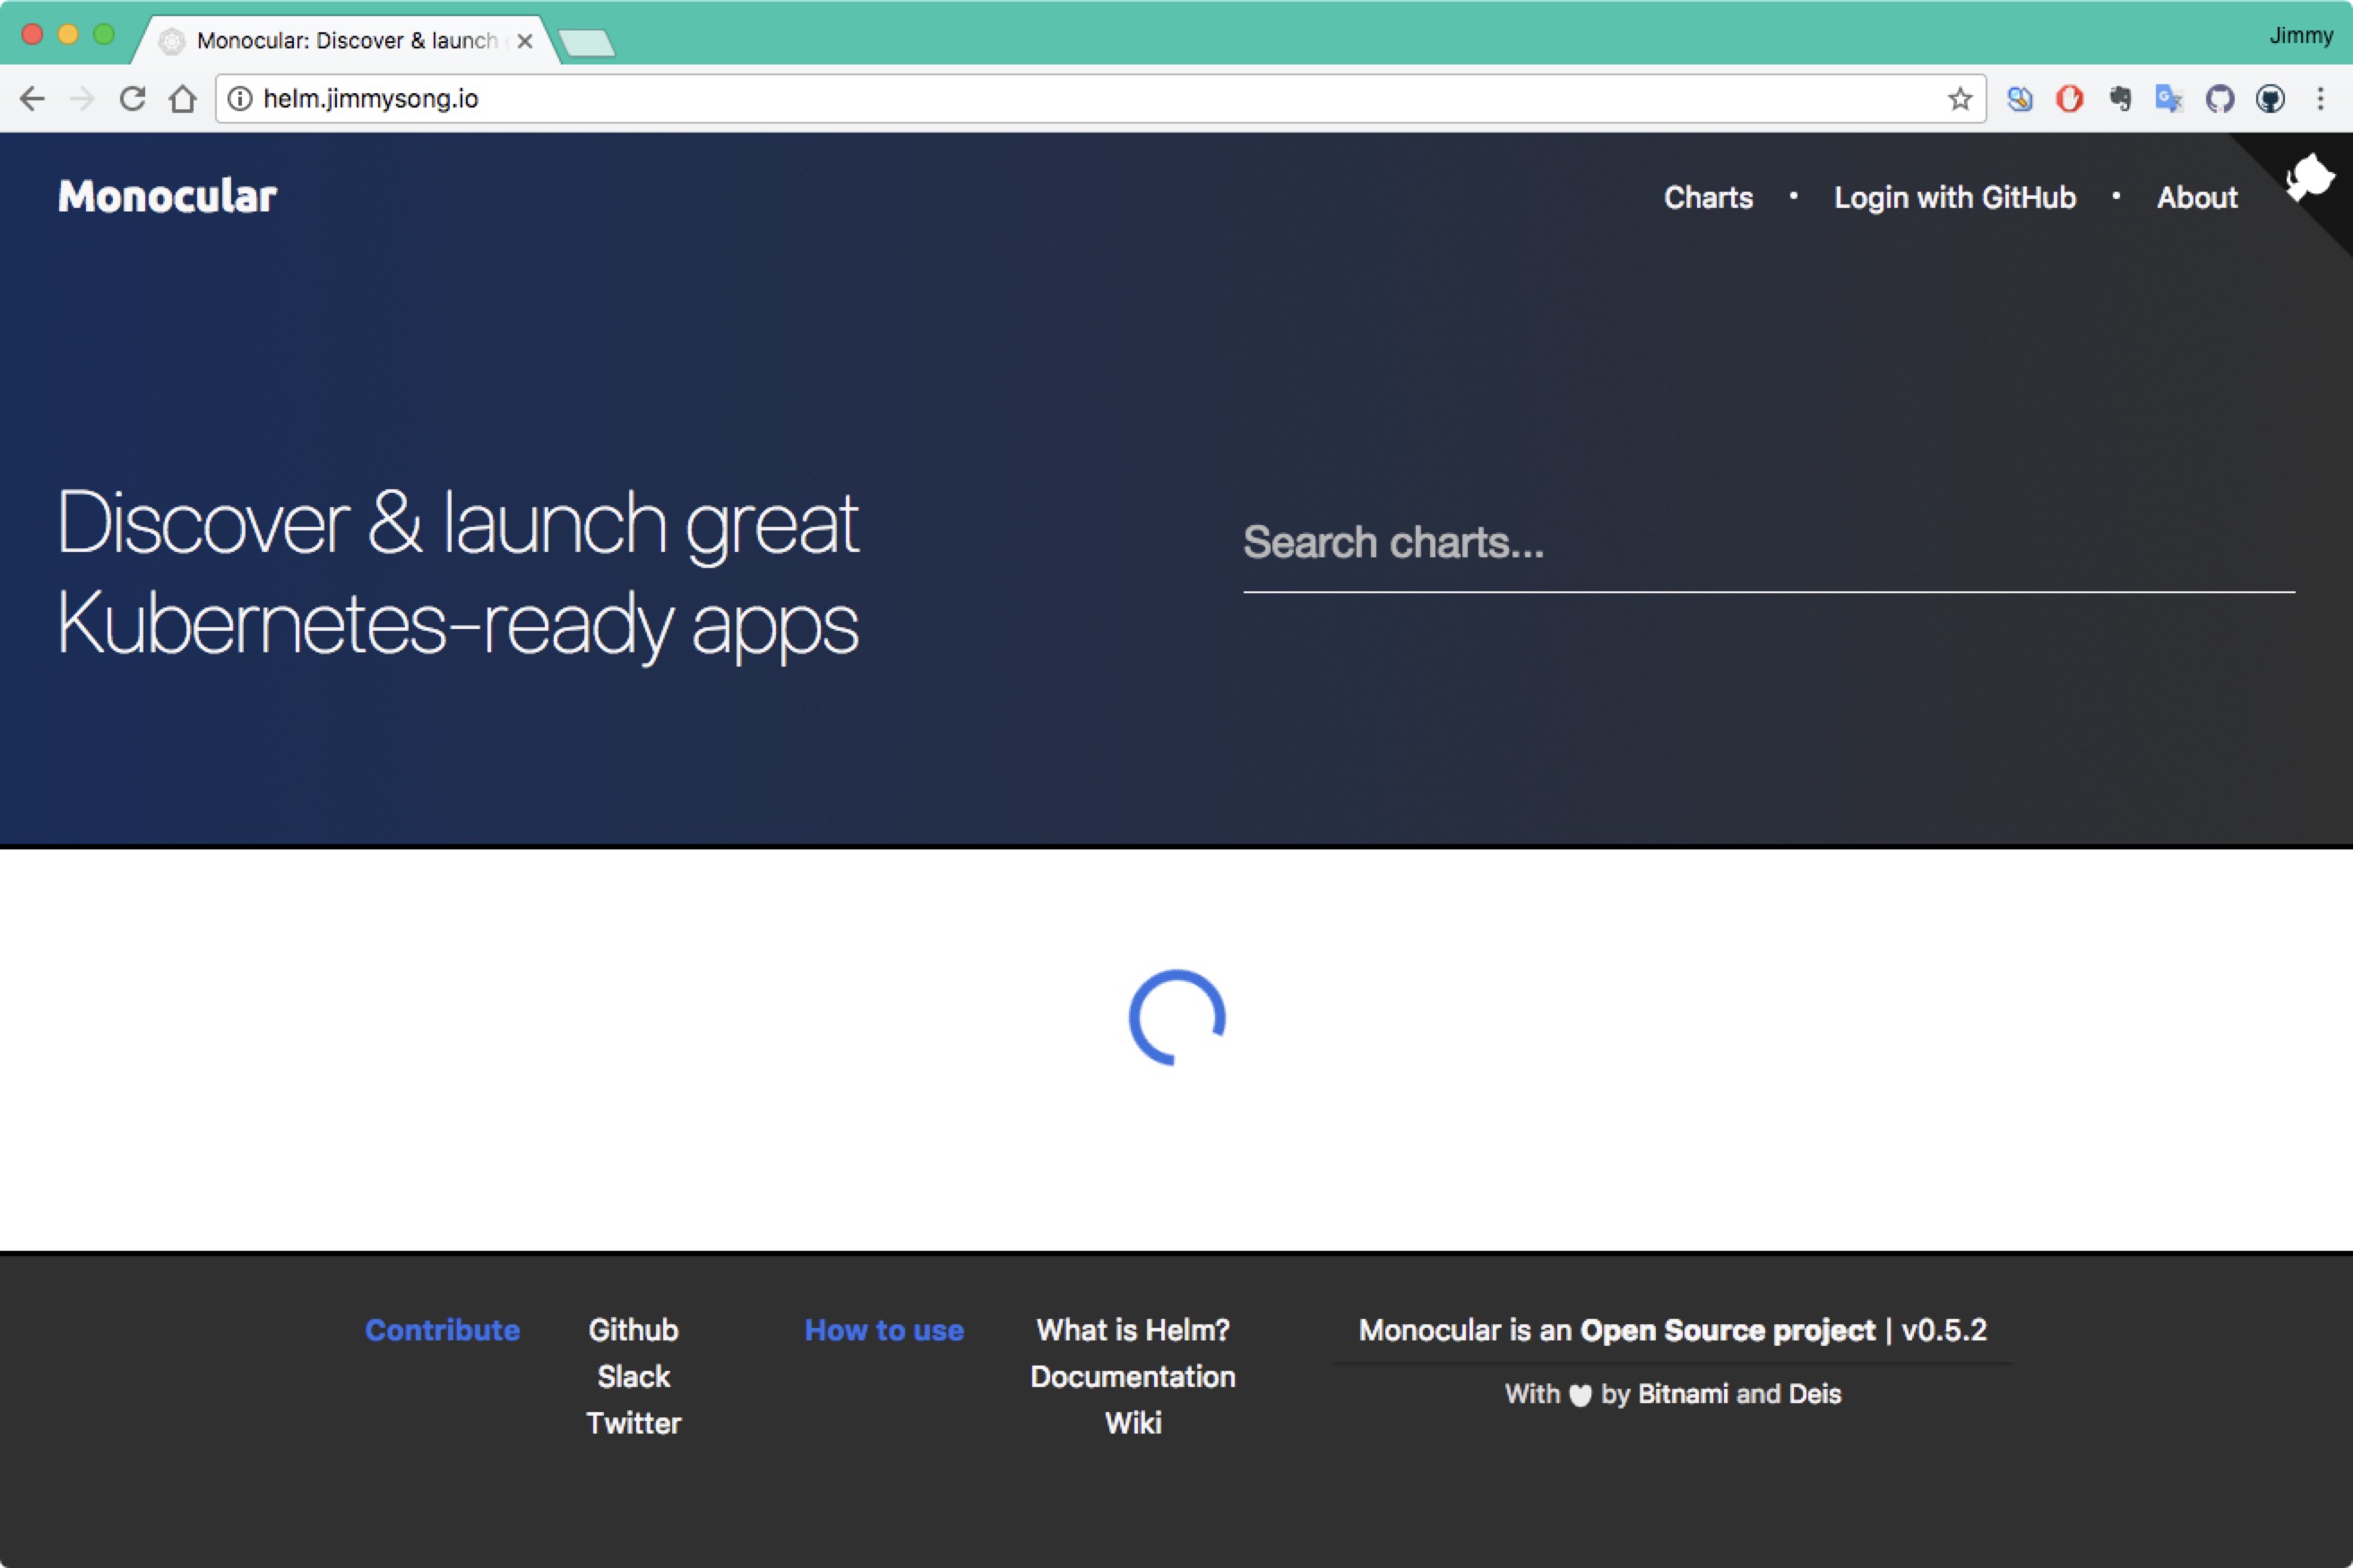 Monocular: Discover & launch
Jimmy
helm.jimmysong.io
Monocular
Charts • Login with GitHub • About
Discover & launch great
Kubernetes-ready apps
Search charts...
Contribute
Github
Slack
Twitter
How to use
What is Helm?
Documentation
Wiki
Monocular is an Open Source project | v0.5.2
With by Bitnami and Deis